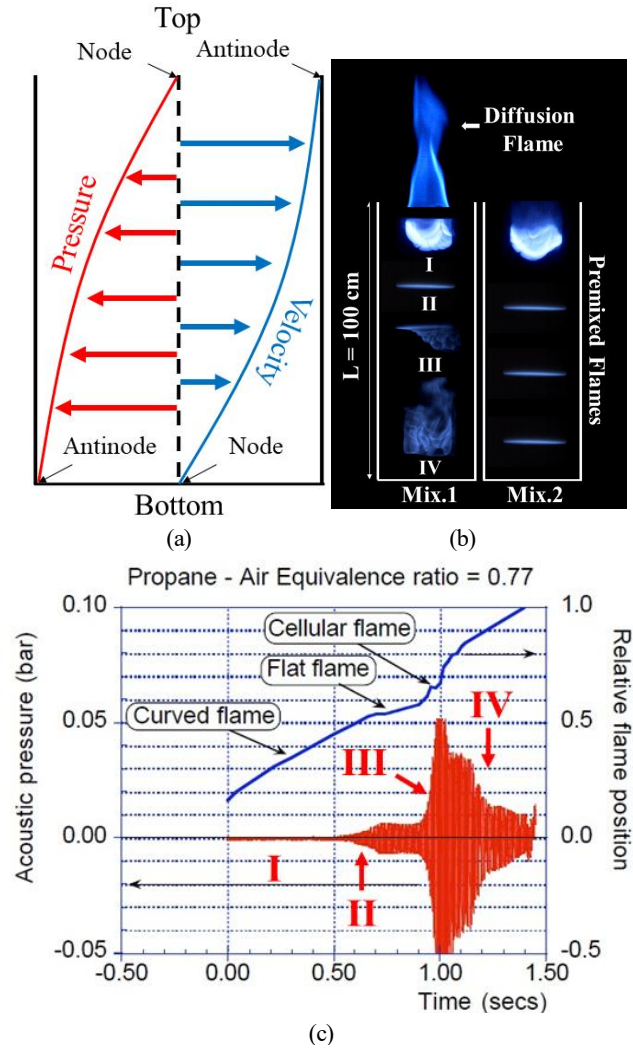 Top
Node
Antinode
Pressure
Velocity
Antinode
Node
Bottom
(a)
Diffusion
Flame
L = 100 cm
I
II
III
IV
Premixed Flames
Mix.1
Mix.2
(b)
Propane - Air Equivalence ratio = 0.77
Acoustic pressure (bar)
0.10
0.05
0.00
-0.05
Relative flame position
1.0
0.5
0.0
-0.5
Cellular flame
Flat flame
Curved flame
I
II
III
IV
-0.50
0.00
0.50
1.00
1.50
Time (secs)
(c)